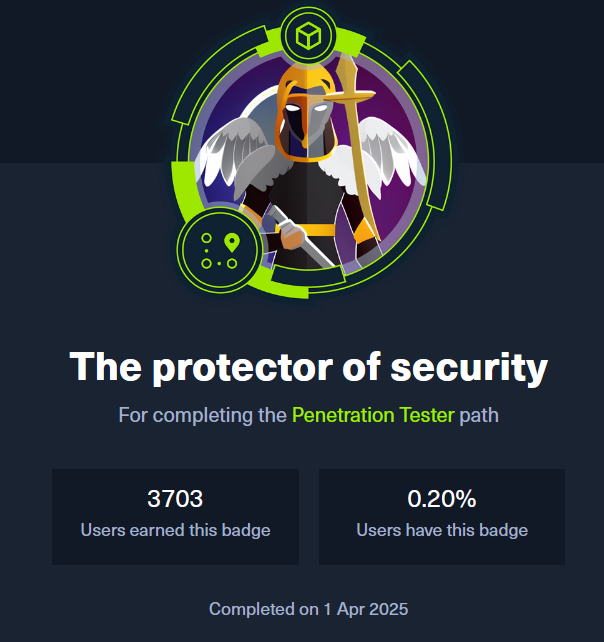 The protector of security
For completing the Penetration Tester path
3703
Users earned this badge
0.20%
Users have this badge
Completed on 1 Apr 2025